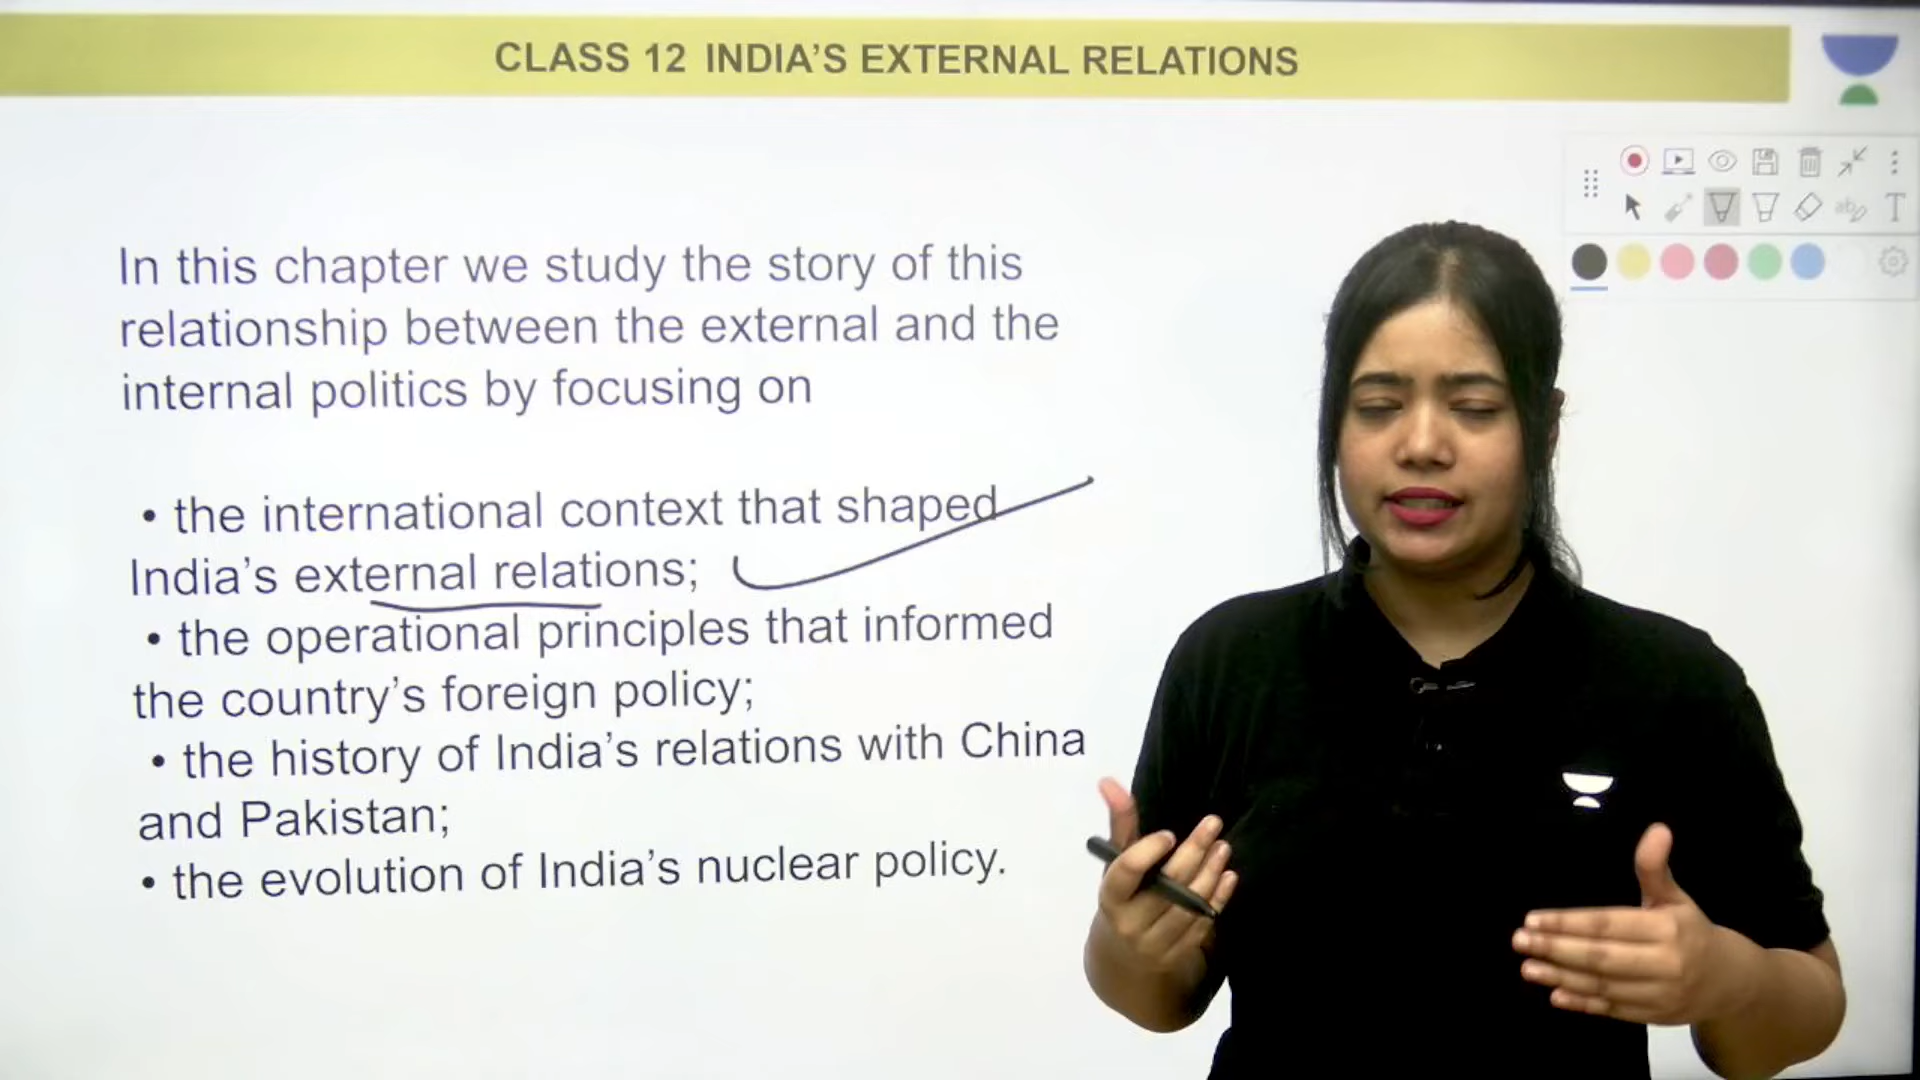 CLASS 12 INDIA'S EXTERNAL RELATIONS
In this chapter we study the story of this
relationship between the external and the
internal politics by focusing on
• the international context that shaped
India's external relations;
• the operational principles that informed
the country's foreign policy;
• the history of India's relations with China
and Pakistan;
• the evolution of India's nuclear policy.
ab
T